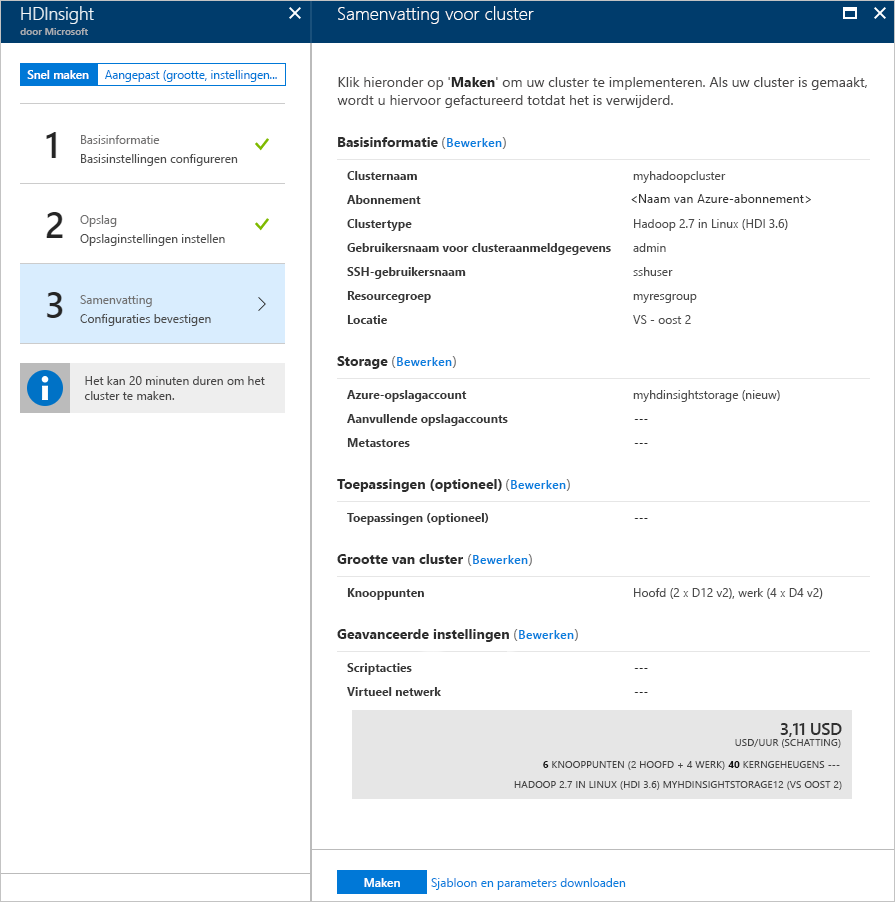 HDInsight
door Microsoft
Snel maken
Aangepast (grootte, instellingen...
1
Basisinformatie
Basisinstellingen configureren
2
Opslag
Opslaginstellingen instellen
3
Samenvatting
Configuraties bevestigen
Het kan 20 minuten duren om het
cluster te maken.
Samenvatting voor cluster
Klik hieronder op 'Maken' om uw cluster te implementeren. Als uw cluster is gemaakt,
wordt u hiervoor gefactureerd totdat het is verwijderd.
Basisinformatie (Bewerken)
Clusternaam myhadoopcluster
Abonnement <Naam van Azure-abonnement>
Clustertype Hadoop 2.7 in Linux (HDI 3.6)
Gebruikersnaam voor clusteraanmeldgegevens admin
SSH-gebruikersnaam sshuser
Resourcegroep myresgroup
Locatie VS - oost 2
Storage (Bewerken)
Azure-opslagaccount myhdinsightstorage (nieuw)
Aanvullende opslagaccounts ---
Metastores ---
Toepassingen (optioneel) (Bewerken)
Toepassingen (optioneel) ---
Grootte van cluster (Bewerken)
Knooppunten Hoofd (2 x D12 v2), werk (4 x D4 v2)
Geavanceerde instellingen (Bewerken)
Scriptacties ---
Virtueel netwerk ---
3,11 USD
USD/UUR (SCHATTING)
6 KNOOPPUNTEN (2 HOOFD + 4 WERK) 40 KERNGEHEUGENS ---
HADOOP 2.7 IN LINUX (HDI 3.6) MYHDINSIGHTSTORAGE12 (VS OOST 2)
Maken
Sjabloon en parameters downloaden